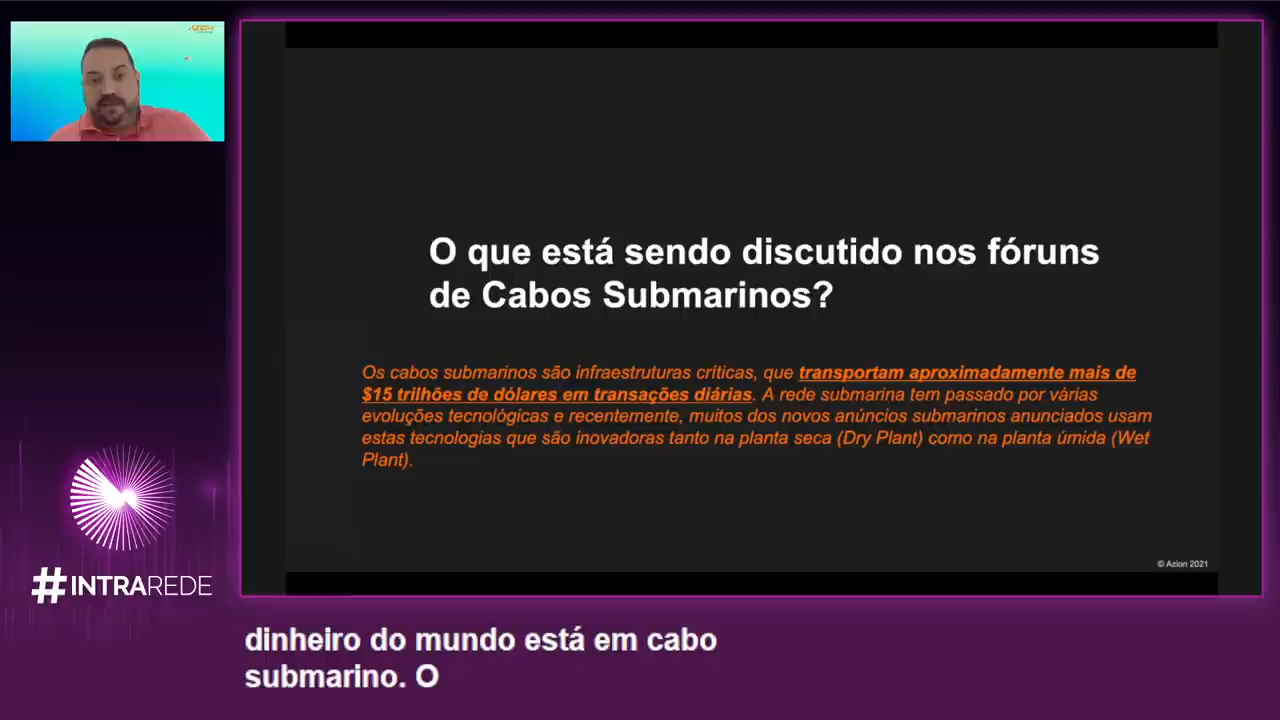 AZION
O que está sendo discutido nos fóruns
de Cabos Submarinos?
Os cabos submarinos são infraestruturas críticas, que transportam aproximadamente mais de
$15 trilhões de dólares em transações diárias. A rede submarina tem passado por várias
evoluções tecnológicas e recentemente, muitos dos novos anúncios submarinos anunciados usam
estas tecnologias que são inovadoras tanto na planta seca (Dry Plant) como na planta úmida (Wet
Plant).
© Azion 2021
#INTRAREDE
dinheiro do mundo está em cabo
submarino. O